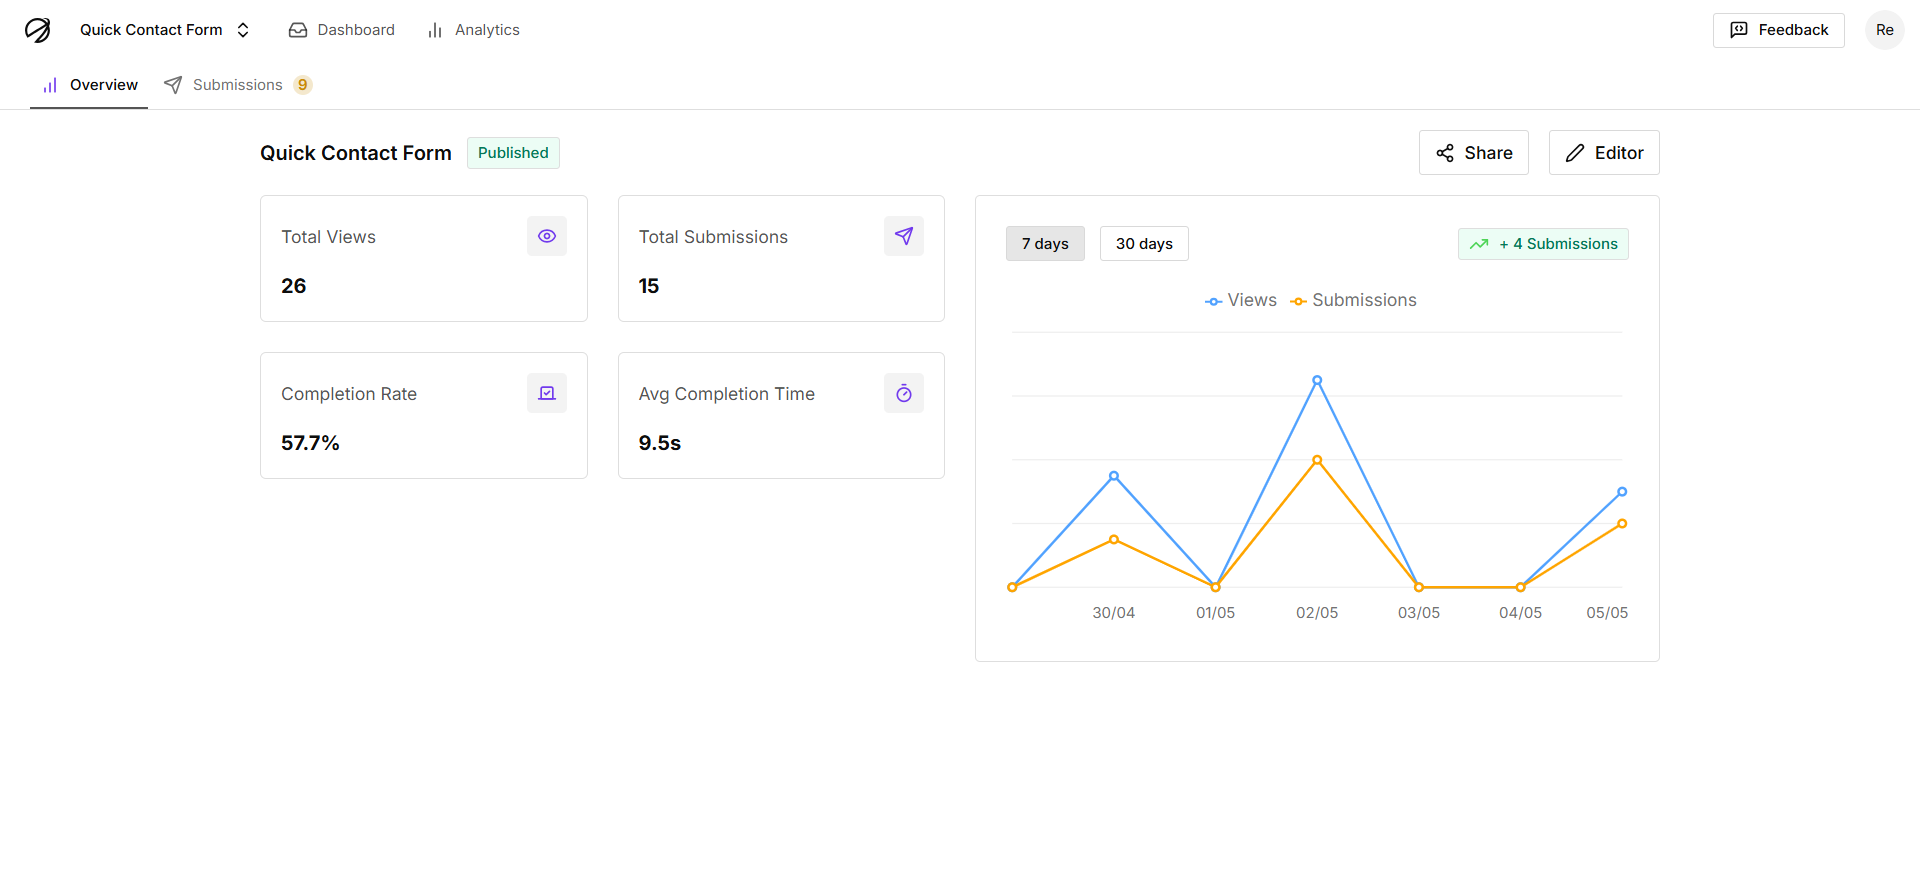 Quick Contact Form
Dashboard
Analytics
Feedback
Re
Overview
Submissions 9
Quick Contact Form
Published
Share
Editor
Total Views
26
Total Submissions
15
Completion Rate
57.7%
Avg Completion Time
9.5s
7 days
30 days
+ 4 Submissions
Views
Submissions
30/04 01/05 02/05 03/05 04/05 05/05